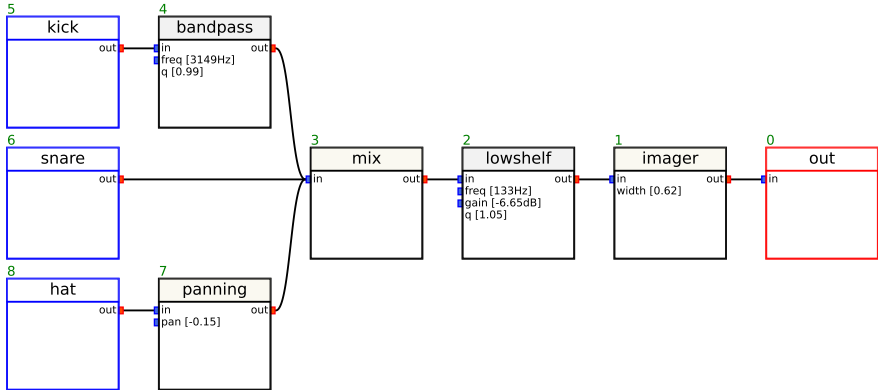 5
kick
out
4
bandpass
in out
freq [3149Hz]
q [0.99]
6
snare
out
3
mix
in out
2
lowshelf
in out
freq [133Hz]
gain [-6.65dB]
q [1.05]
1
imager
in out
width [0.62]
0
out
in
8
hat
out
7
panning
in out
pan [-0.15]